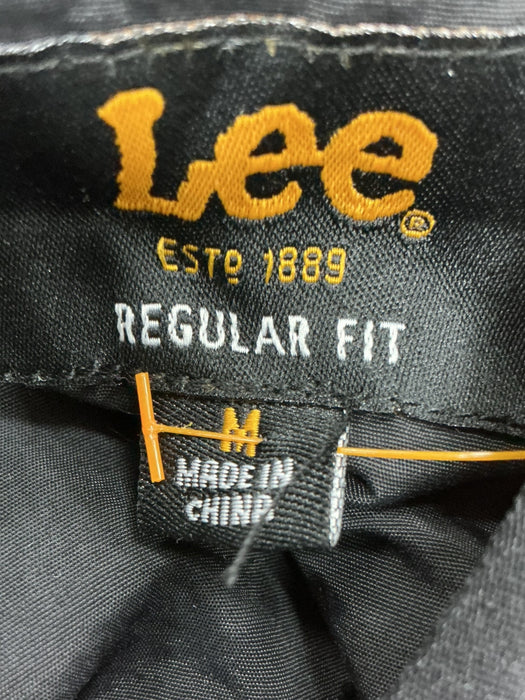 Lee®
ESTD 1889
REGULAR FIT
M
MADE IN
CHINA